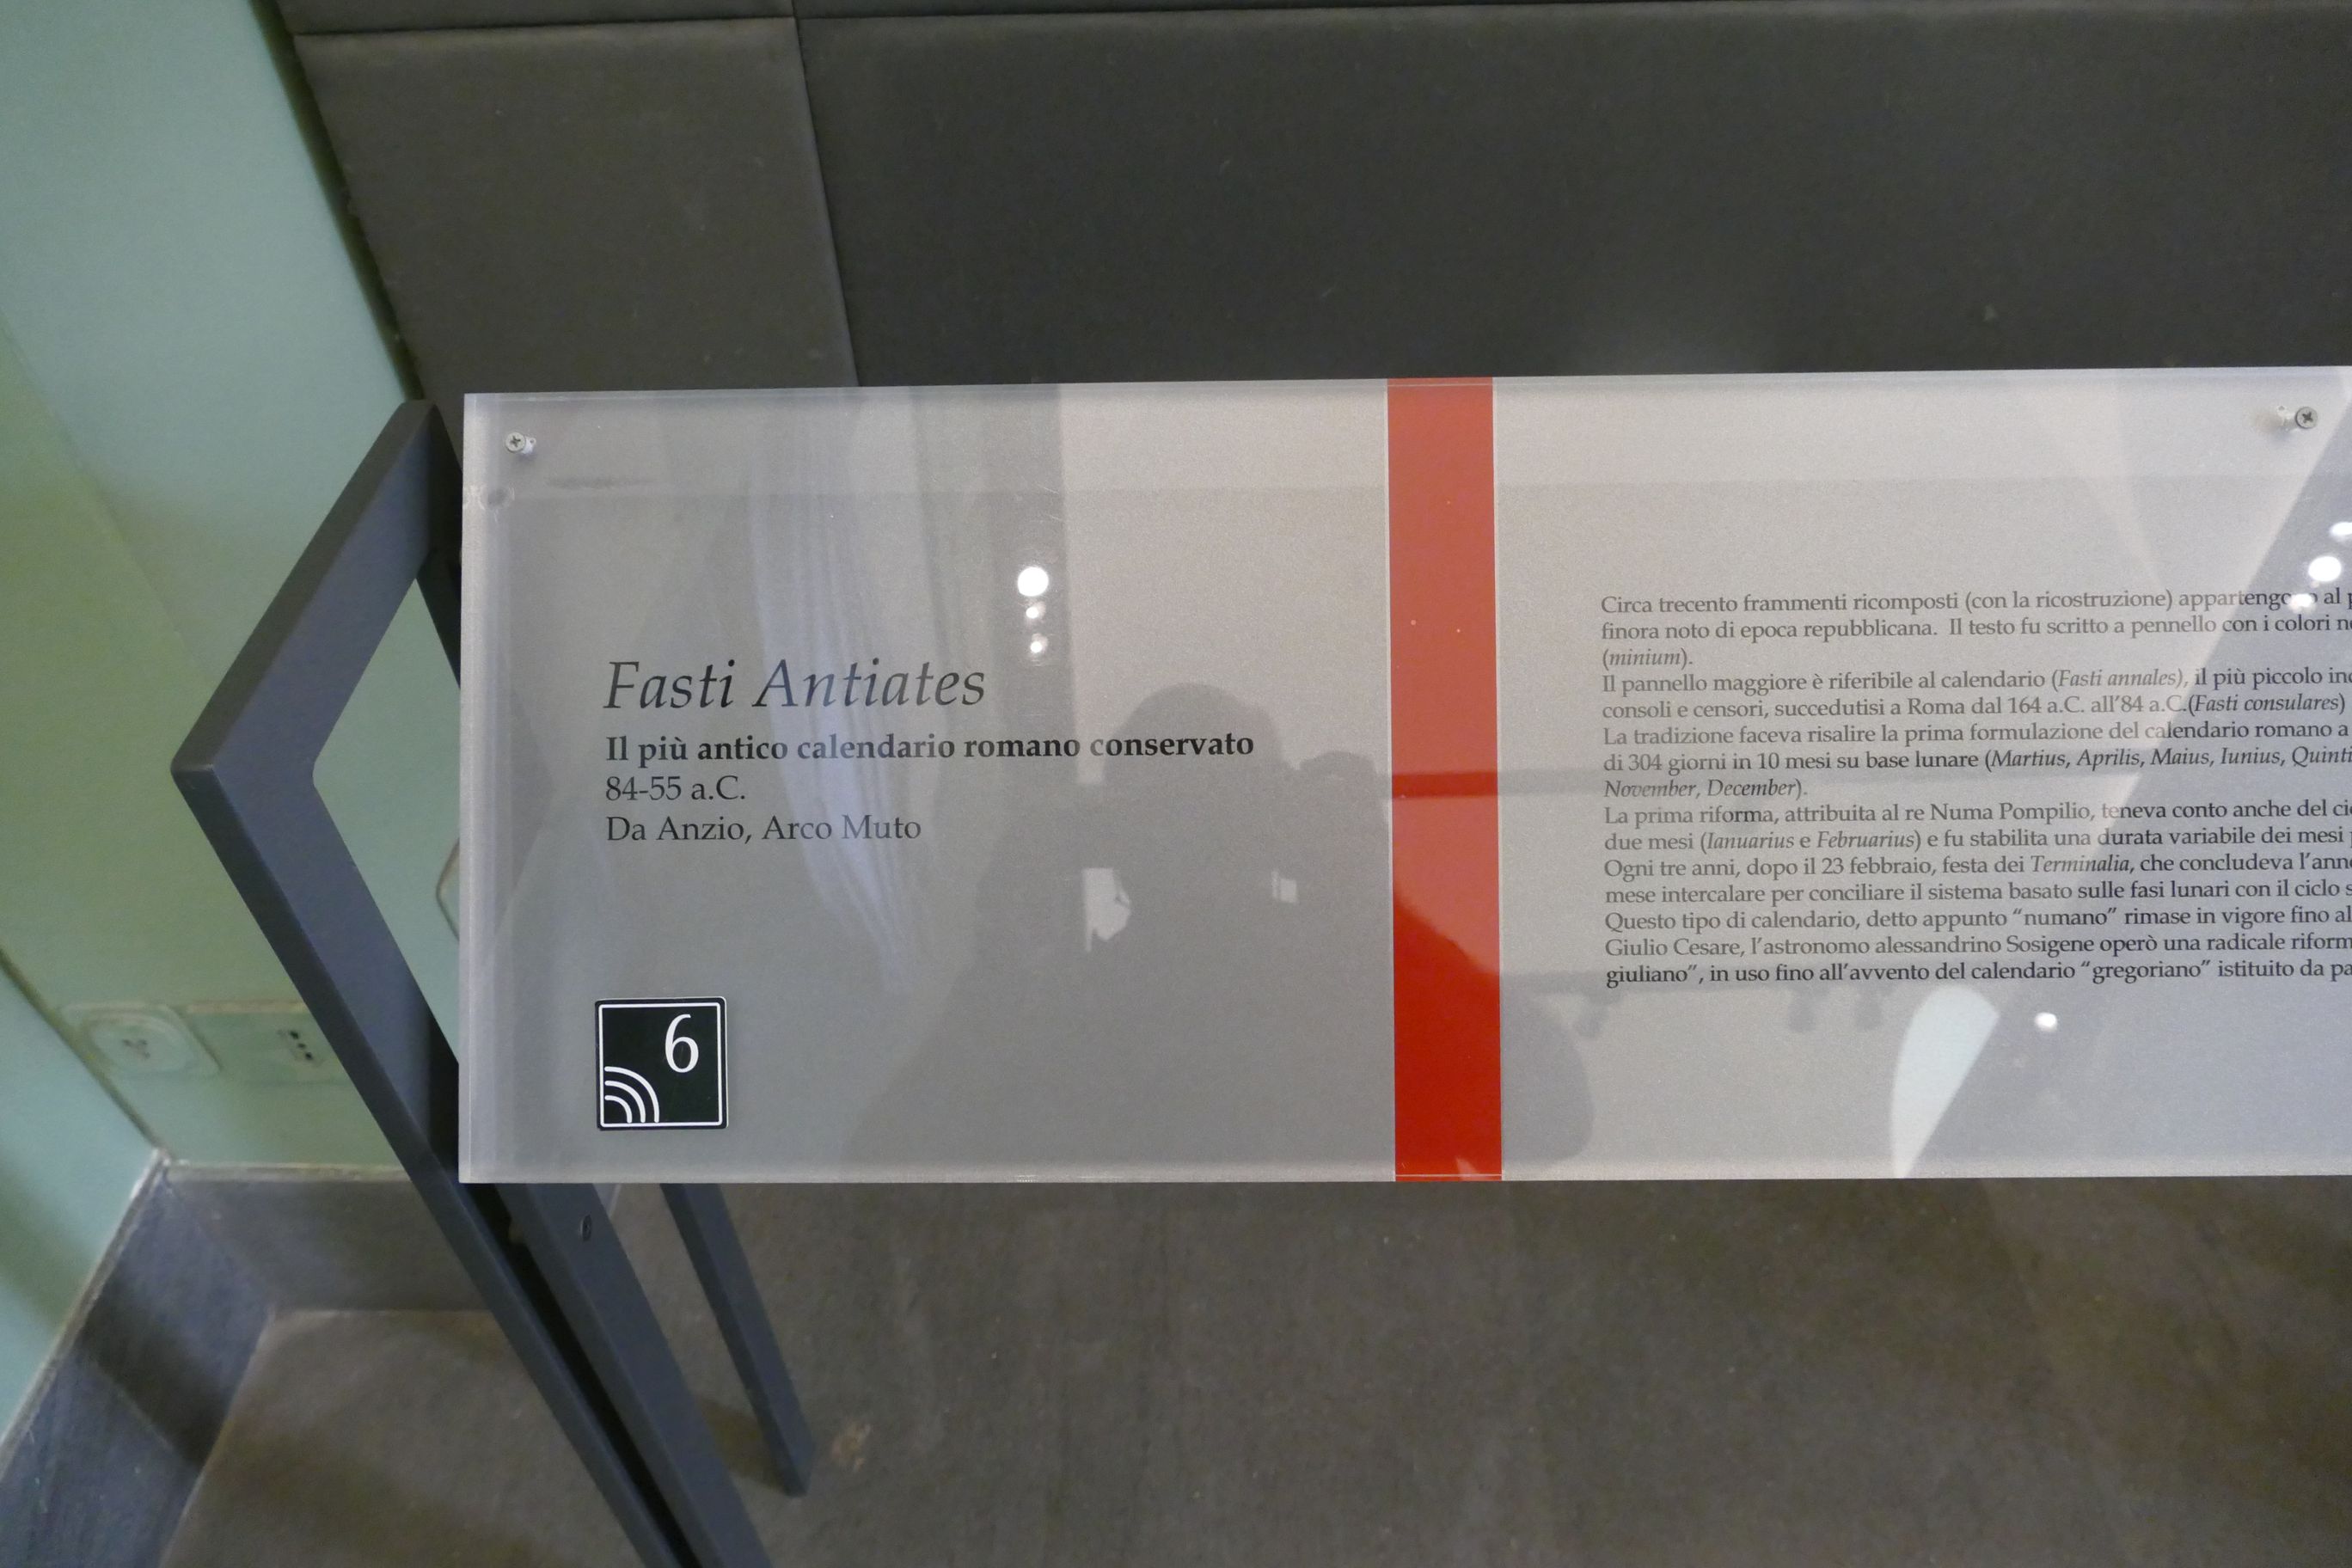 Fasti Antiates
Il più antico calendario romano conservato
84-55 a.C.
Da Anzio, Arco Muto
6
Circa trecento frammenti ricomposti (con la ricostruzione) al
finora noto di epoca repubblicana. Il testo fu scritto a pennello con i colori
(minium).
Il pannello maggiore è riferibile al calendario (Fasti annales), il più piccolo
consoli e censori, succedutisi a Roma dal 164 a.C. all'84 a.C.(Fasti consulares)
La tradizione faceva risalire la prima formulazione del calendario romano a
di 304 giorni in 10 mesi su base lunare (Martius, Aprilis, Maius, Iunius,
November, December).
La prima riforma, attribuita al re Numa Pompilio, teneva conto anche del
due mesi (Ianuarius e Februarius) e fu stabilita una durata variabile dei mesi
Ogni tre anni, dopo il 23 febbraio, festa dei Terminalia, che concludeva
mese intercalare per conciliare il sistema basato sulle fasi lunari con il ciclo
Questo tipo di calendario, detto appunto “numano” rimase in vigore fino al
Giulio Cesare, l'astronomo alessandrino Sosigene operò una radicale
giuliano”, in uso fino all'avvento del calendario “gregoriano” istituito da